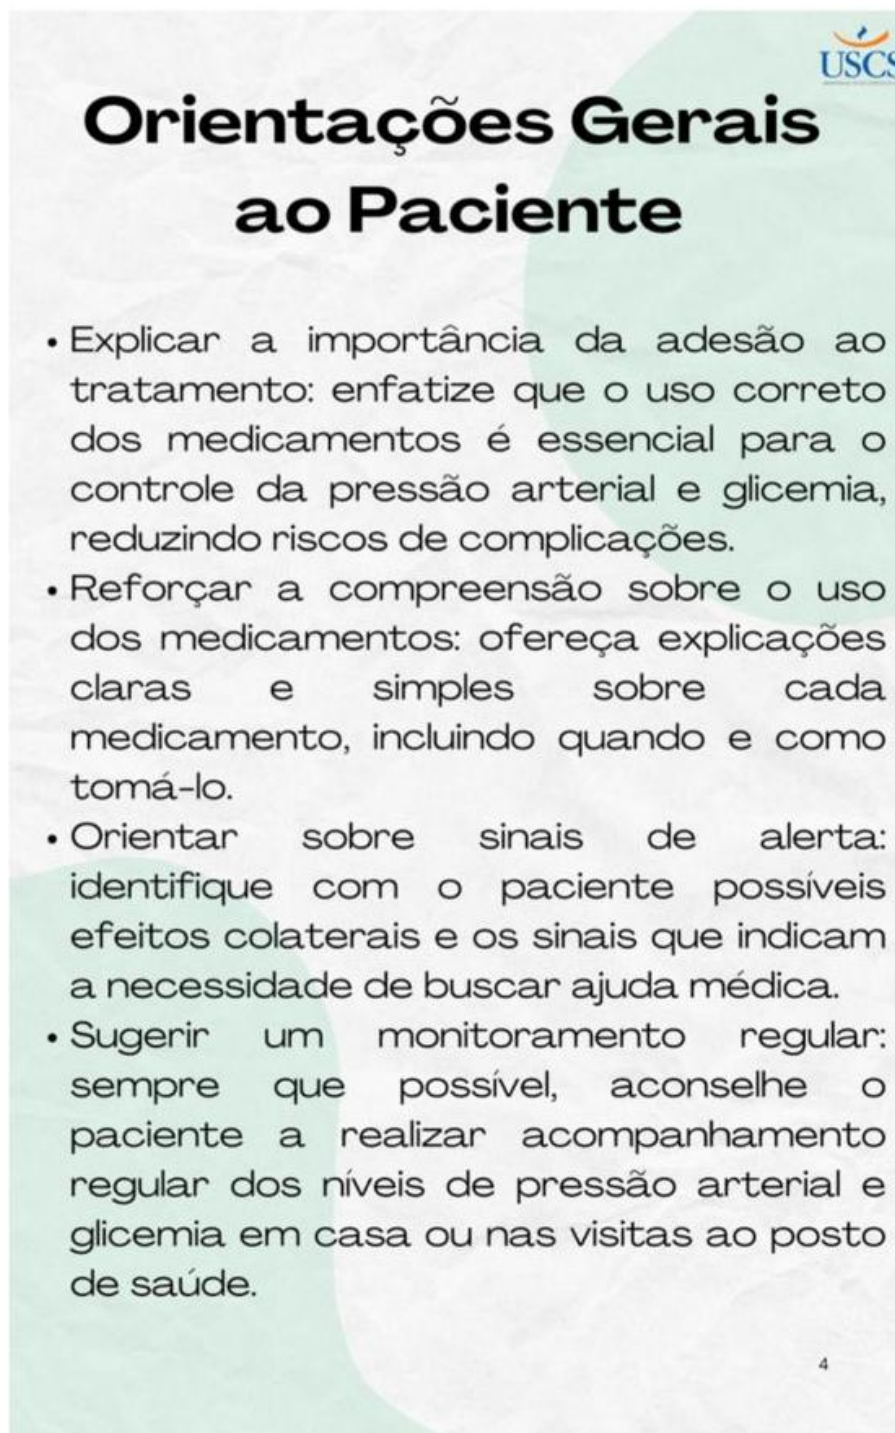 USCS
Orientações Gerais
ao Paciente
• Explicar a importância da adesão ao
tratamento: enfatize que o uso correto
dos medicamentos é essencial para o
controle da pressão arterial e glicemia,
reduzindo riscos de complicações.
• Reforçar a compreensão sobre o uso
dos medicamentos: ofereça explicações
claras e simples sobre cada
medicamento, incluindo quando e como
tomá-lo.
• Orientar sobre sinais de alerta:
identifique com o paciente possíveis
efeitos colaterais e os sinais que indicam
a necessidade de buscar ajuda médica.
• Sugerir um monitoramento regular:
sempre que possível, aconselhe o
paciente a realizar acompanhamento
regular dos níveis de pressão arterial e
glicemia em casa ou nas visitas ao posto
de saúde.
4